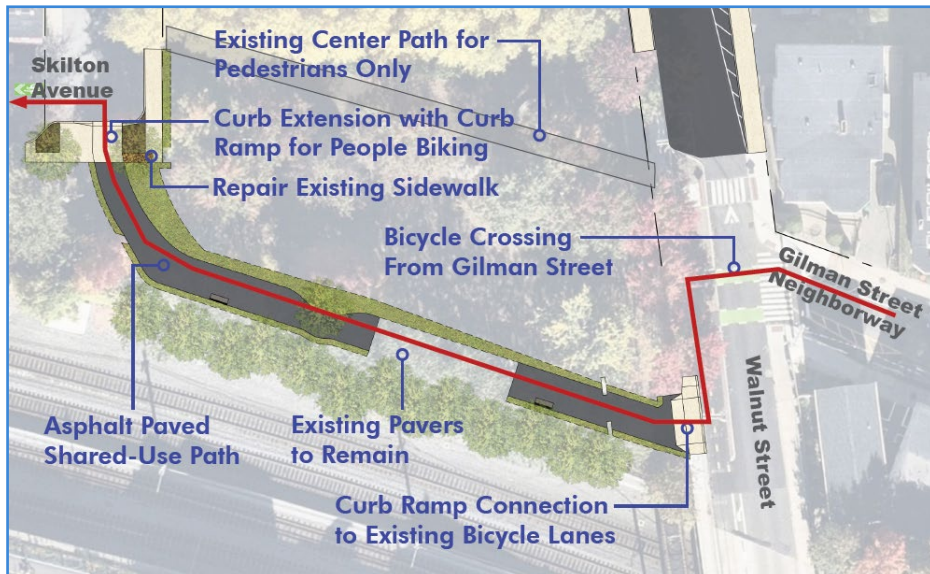 Existing Center Path for
Pedestrians Only
Skilton
Avenue
Curb Extension with Curb
Ramp for People Biking
Repair Existing Sidewalk
Bicycle Crossing
From Gilman Street
Gilman Street
Neighborway
Walnut Street
Asphalt Paved
Shared-Use Path
Existing Pavers
to Remain
Curb Ramp Connection
to Existing Bicycle Lanes